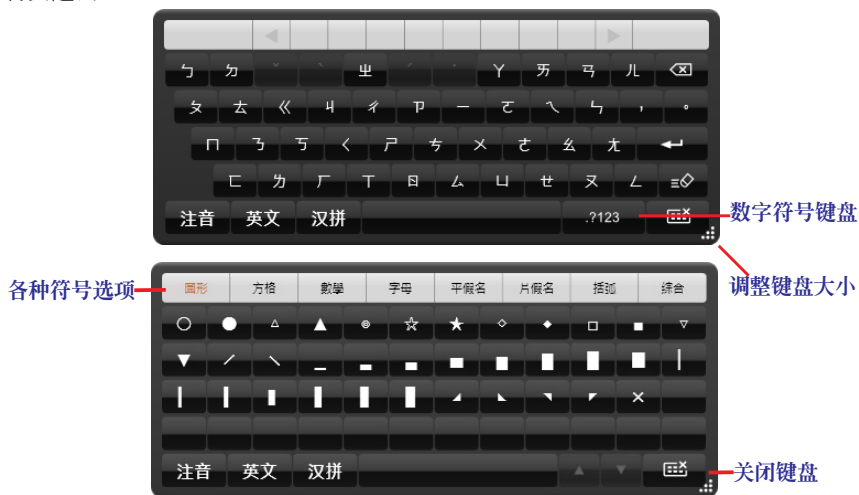 ㄅ ㄉ ˇ ˋ ㄓ ˊ ˙ ㄚ ㄞ ㄢ ㄦ
ㄆ ㄊ ㄍ ㄐ ㄔ ㄗ ㄧ ㄛ ㄟ ㄣ ， 。
ㄇ ㄋ ㄎ ㄑ ㄕ ㄘ ㄨ ㄜ ㄠ ㄤ
ㄈ ㄌ ㄏ ㄒ ㄖ ㄙ ㄩ ㄝ ㄡ ㄥ
注音 英文 汉拼 .?123
数字符号键盘
调整键盘大小
各种符号选项
圖形 方格 數學 字母 平假名 片假名 括弧 綜合
注音 英文 汉拼
关闭键盘